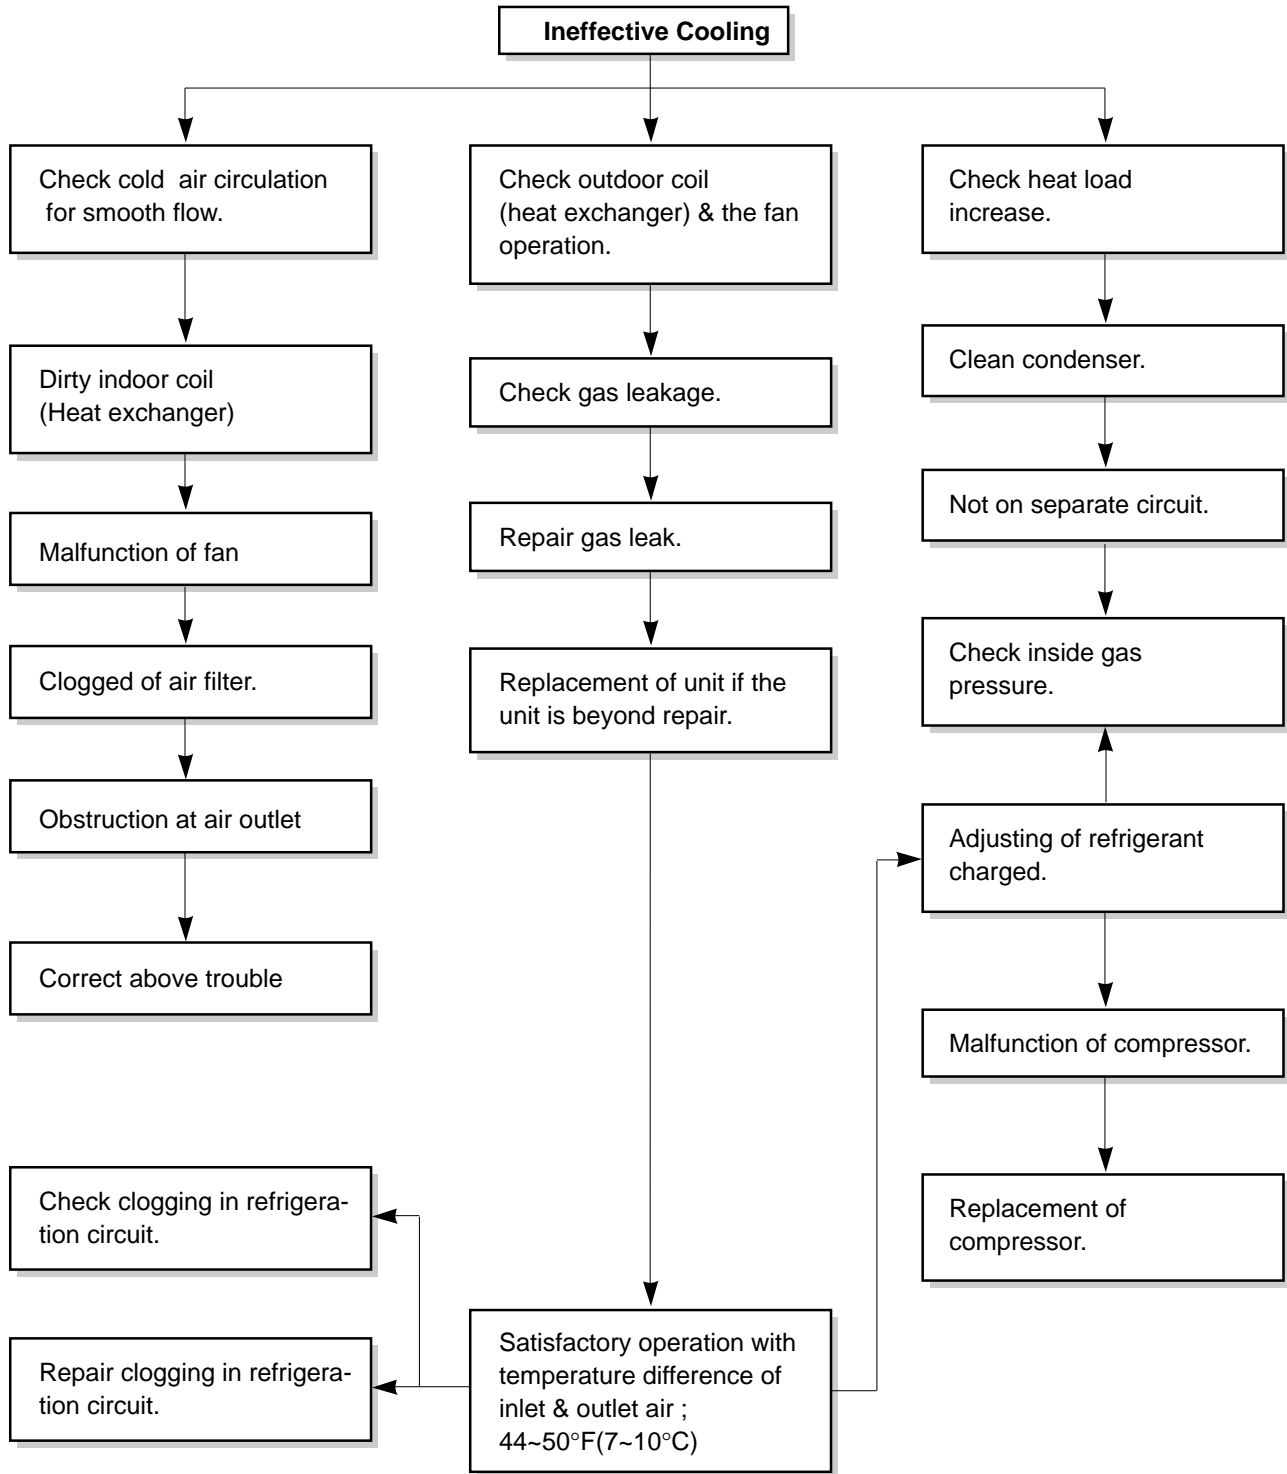 Ineffective Cooling
Check cold air circulation
for smooth flow.
Dirty indoor coil
(Heat exchanger)
Malfunction of fan
Clogged of air filter.
Obstruction at air outlet
Correct above trouble
Check clogging in refrigera-
tion circuit.
Repair clogging in refrigera-
tion circuit.
Check outdoor coil
(heat exchanger) & the fan
operation.
Check gas leakage.
Repair gas leak.
Replacement of unit if the
unit is beyond repair.
Satisfactory operation with
temperature difference of
inlet & outlet air ;
44~50°F(7~10°C)
Check heat load
increase.
Clean condenser.
Not on separate circuit.
Check inside gas
pressure.
Adjusting of refrigerant
charged.
Malfunction of compressor.
Replacement of
compressor.